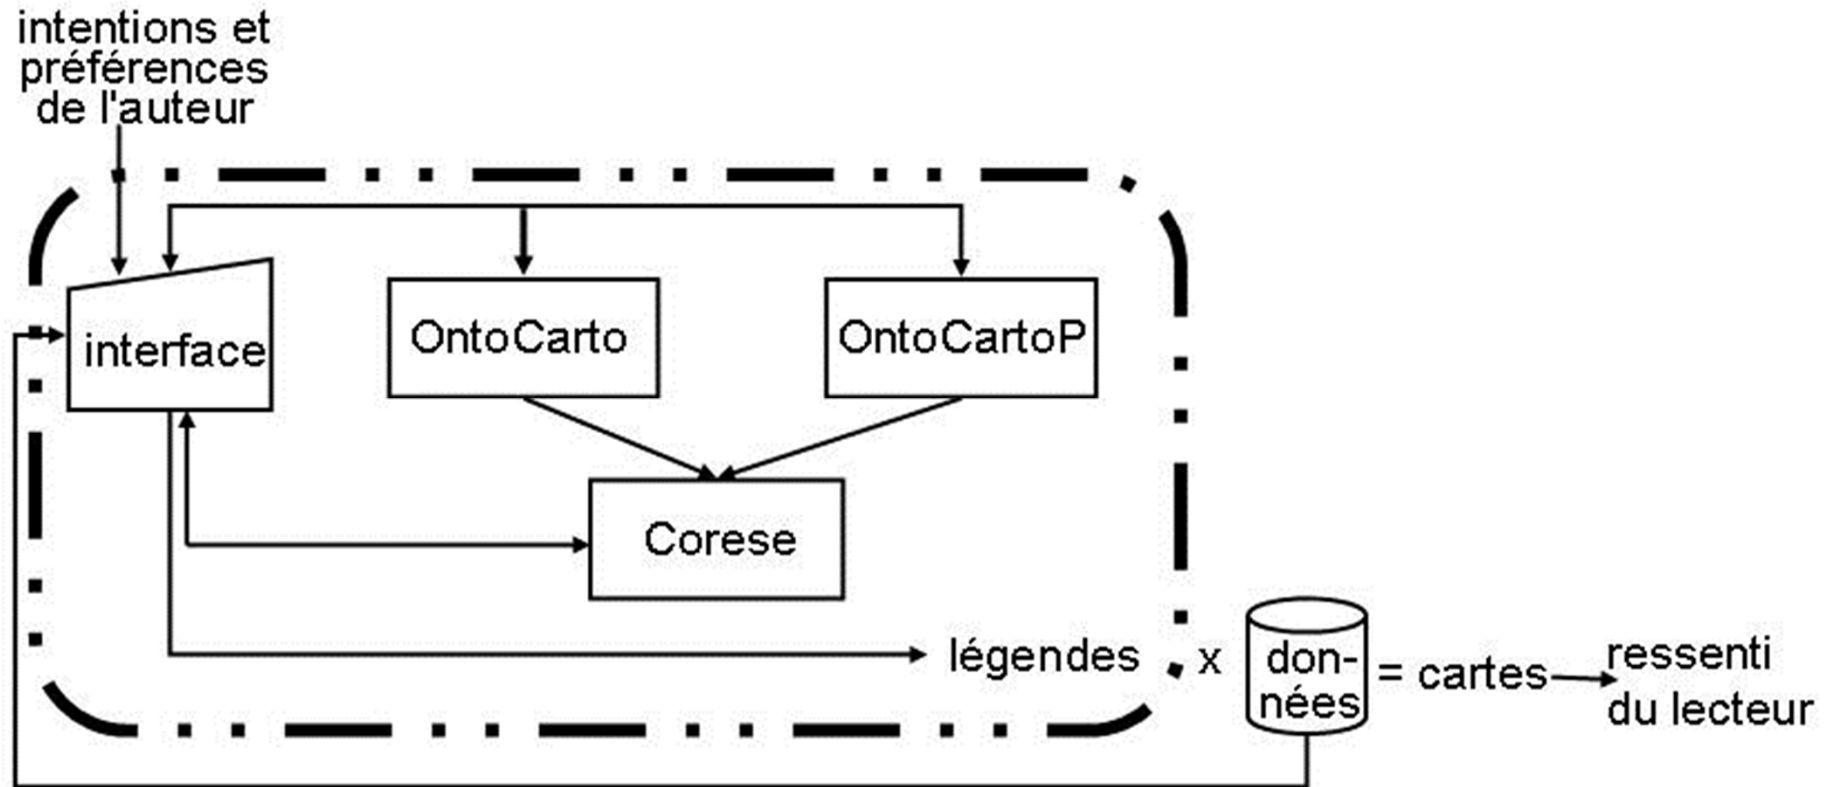 intentions et
préférences
de l'auteur
interface
OntoCarto
OntoCartoP
Corese
légendes
x
don-
nées
= cartes
ressenti
du lecteur